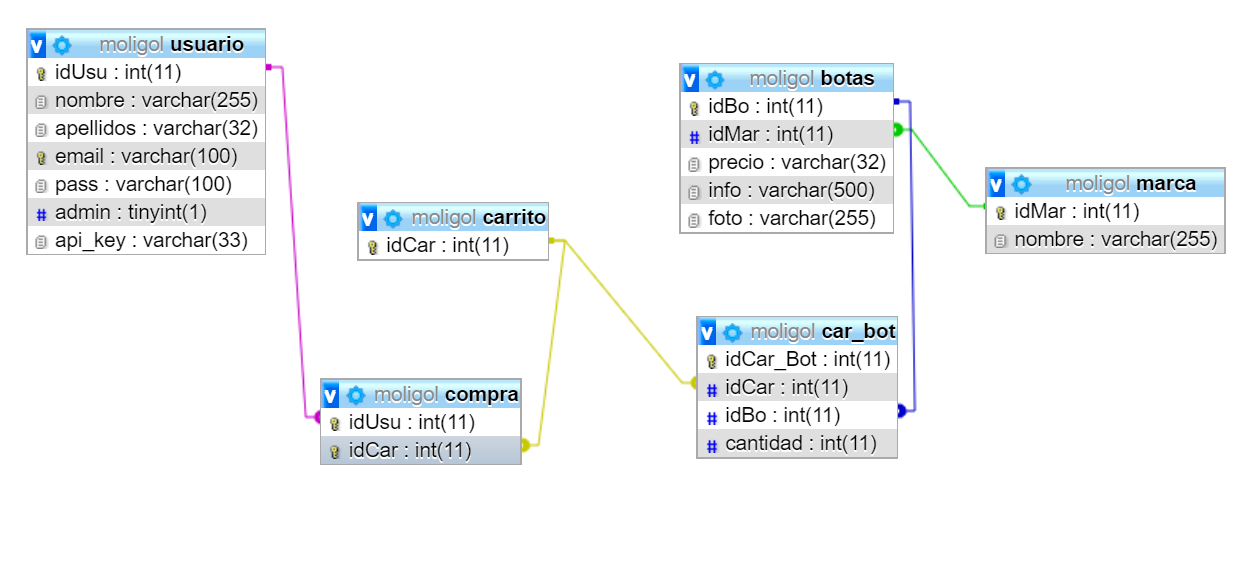 v moligol usuario
idUsu : int(11)
nombre : varchar(255)
apellidos : varchar(32)
email : varchar(100)
pass : varchar(100)
# admin : tinyint(1)
api_key : varchar(33)
v moligol carrito
idCar : int(11)
v moligol compra
idUsu : int(11)
idCar : int(11)
v moligol botas
idBo : int(11)
# idMar : int(11)
precio : varchar(32)
info : varchar(500)
foto : varchar(255)
v moligol car_bot
idCar_Bot : int(11)
# idCar : int(11)
# idBo : int(11)
# cantidad : int(11)
v moligol marca
idMar : int(11)
nombre : varchar(255)